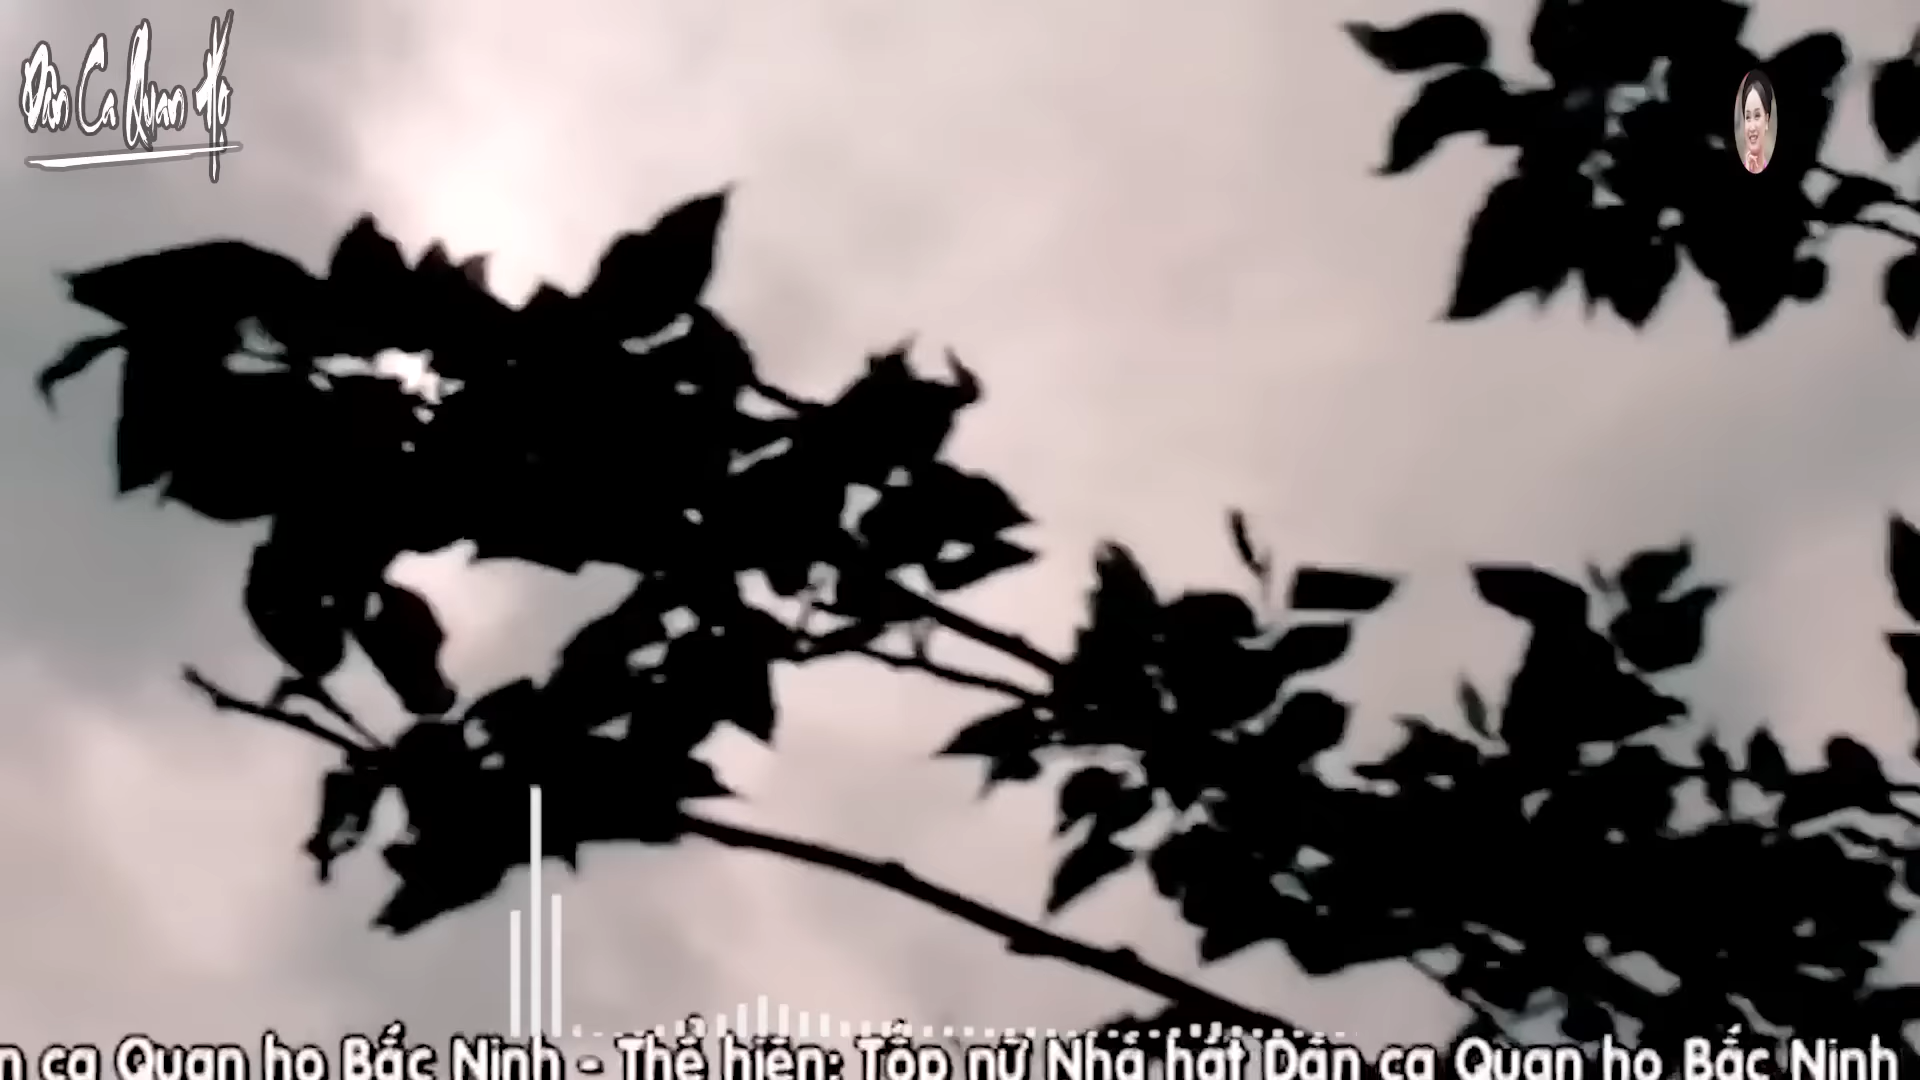 Dân Ca Quan Họ
n ca Quan họ Bắc Ninh - Thể hiện: Tốp nữ Nhà hát Dân ca Quan họ Bắc Ninh